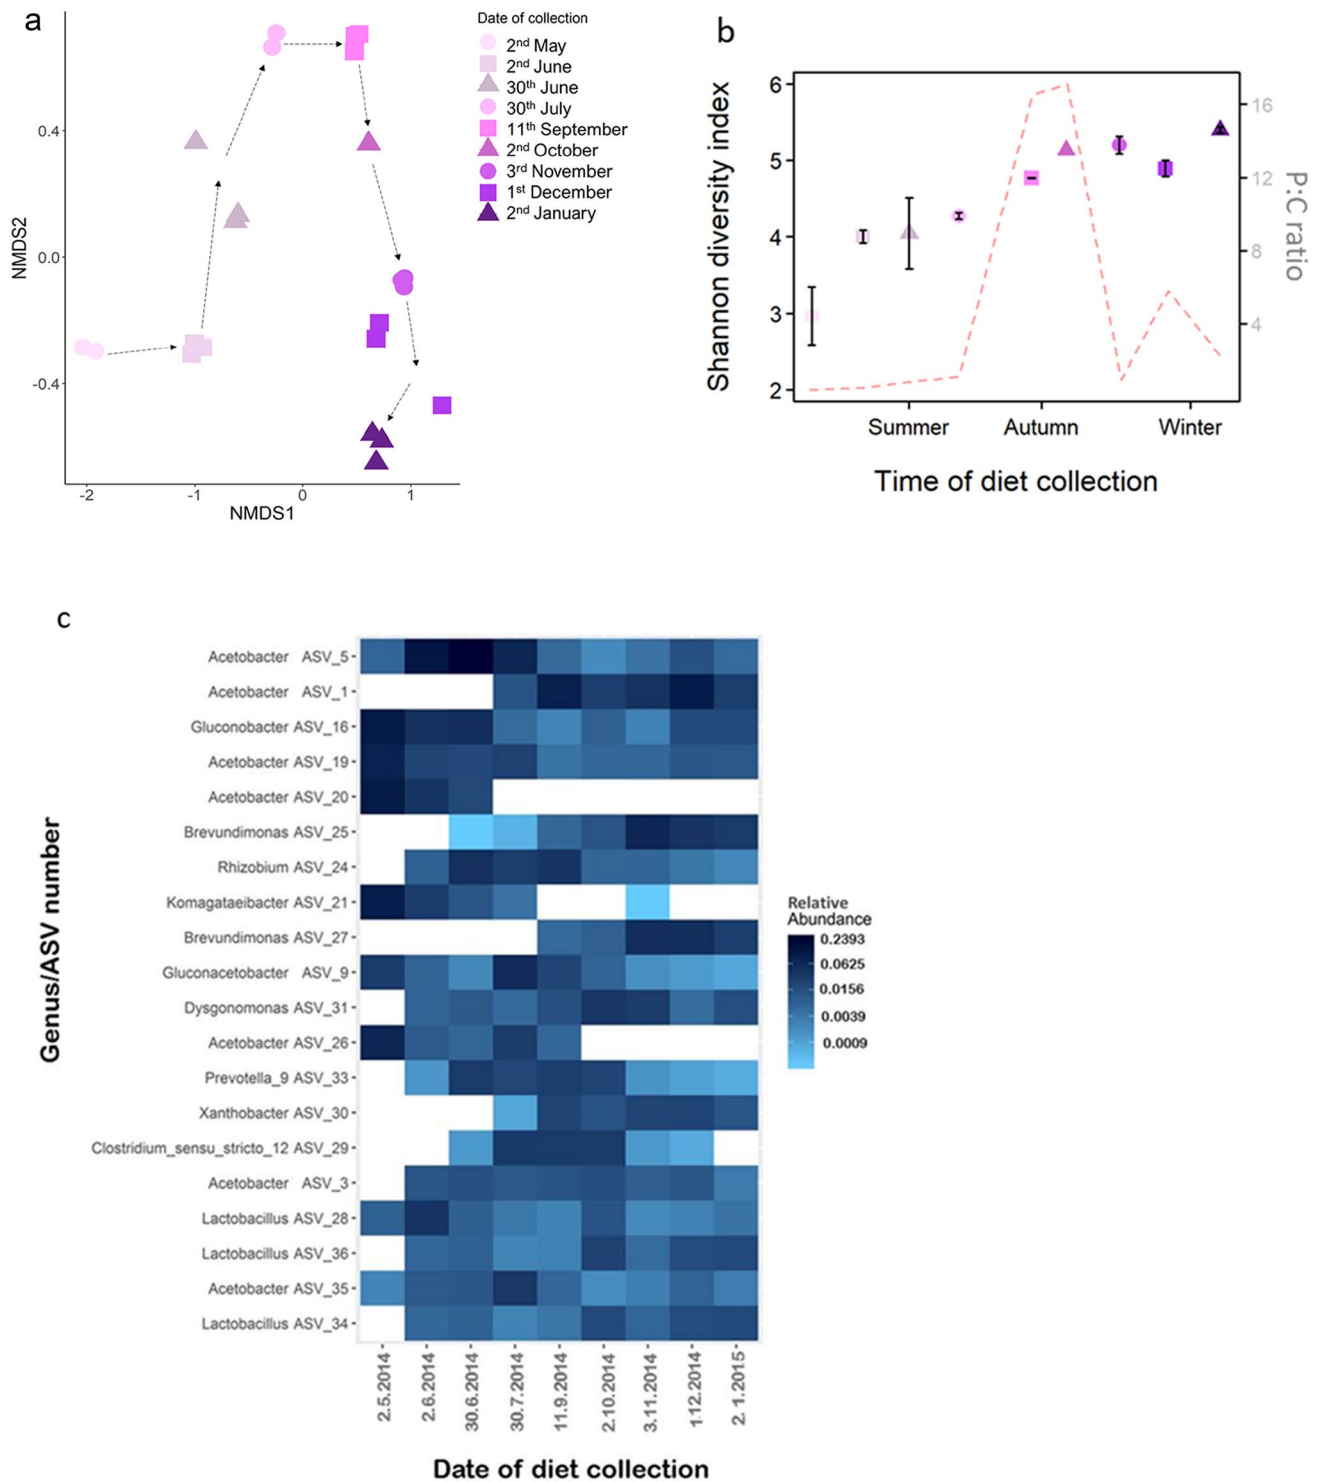 a
Date of collection
2nd May
2nd June
30th June
30th July
11th September
2nd October
3rd November
1st December
2nd January
0.4
0.0
-0.4
NMDS2
-2 -1 0 1
NMDS1
b
Shannon diversity index
6
5
4
3
2
16
12
8
4
P:C ratio
Summer Autumn Winter
Time of diet collection
c
Genus/ASV number
Acetobacter ASV_5
Acetobacter ASV_1
Gluconobacter ASV_16
Acetobacter ASV_19
Acetobacter ASV_20
Brevundimonas ASV_25
Rhizobium ASV_24
Komagataeibacter ASV_21
Brevundimonas ASV_27
Gluconacetobacter ASV_9
Dysgonomonas ASV_31
Acetobacter ASV_26
Prevotella_9 ASV_33
Xanthobacter ASV_30
Clostridium_sensu_stricto_12 ASV_29
Acetobacter ASV_3
Lactobacillus ASV_28
Lactobacillus ASV_36
Acetobacter ASV_35
Lactobacillus ASV_34
Relative
Abundance
0.2393
0.0625
0.0156
0.0039
0.0009
2.5.2014
2.6.2014
30.6.2014
30.7.2014
11.9.2014
2.10.2014
3.11.2014
1.12.2014
2. 1.2015
Date of diet collection